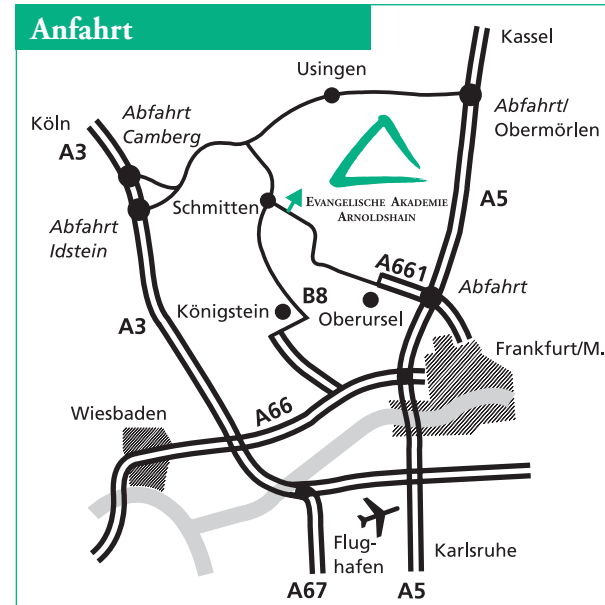 Anfahrt
Kassel
Usingen
Abfahrt
Camberg
Köln
A3
Abfahrt/
Obermörlen
A5
Schmitten
EVANGELISCHE AKADEMIE
ARNOLDSHAIN
Abfahrt
Idstein
A661
Abfahrt
A3
Königstein
B8
Oberursel
Frankfurt/M.
Wiesbaden
A66
Flug-
hafen
Karlsruhe
A67
A5